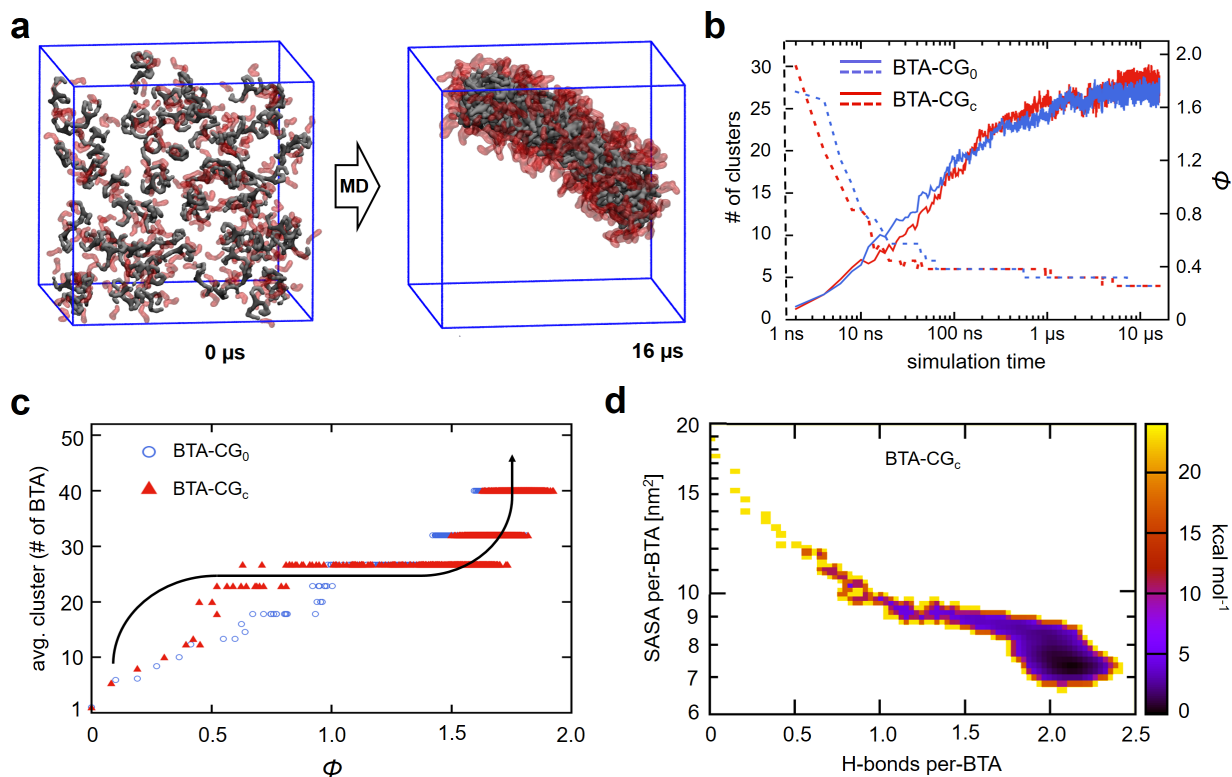 a
MD
0 µs
16 µs
b
30
25
20
15
10
5
0
# of clusters
BTA-CG₀
BTA-CG꜀
2.0
1.6
1.2
0.8
0.4
0
Φ
1 ns
10 ns
100 ns
1 µs
10 µs
simulation time
c
50
40
30
20
10
1
avg. cluster (# of BTA)
BTA-CG₀
BTA-CG꜀
0
0.5
1.0
1.5
2.0
Φ
d
20
15
10
9
8
7
6
SASA per-BTA [nm²]
BTA-CG꜀
0
0.5
1.0
1.5
2.0
2.5
H-bonds per-BTA
20
15
10
5
0
kcal mol⁻¹